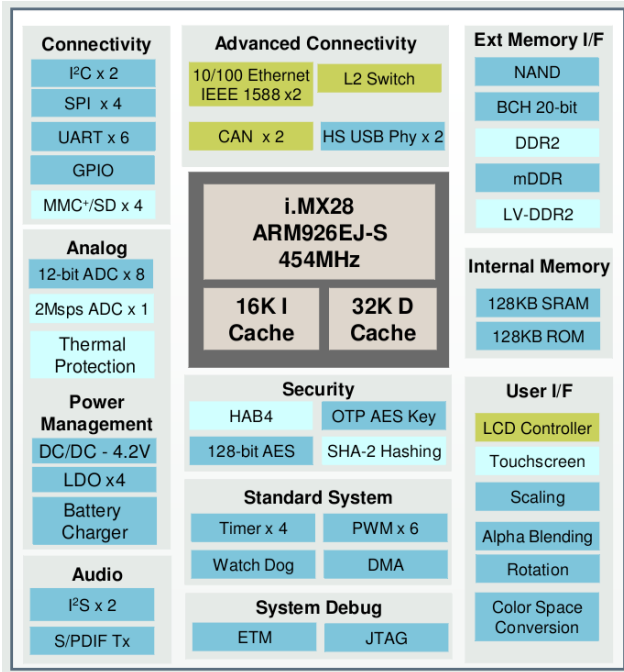 Connectivity
I²C x 2
SPI x 4
UART x 6
GPIO
MMC⁺/SD x 4
Analog
12-bit ADC x 8
2Msps ADC x 1
Thermal
Protection
Power
Management
DC/DC - 4.2V
LDO x4
Battery
Charger
Audio
I²S x 2
S/PDIF Tx
Advanced Connectivity
10/100 Ethernet
IEEE 1588 x2
L2 Switch
CAN x 2
HS USB Phy x 2
i.MX28
ARM926EJ-S
454MHz
16K I
Cache
32K D
Cache
Security
HAB4
OTP AES Key
128-bit AES
SHA-2 Hashing
Standard System
Timer x 4
PWM x 6
Watch Dog
DMA
System Debug
ETM
JTAG
Ext Memory I/F
NAND
BCH 20-bit
DDR2
mDDR
LV-DDR2
Internal Memory
128KB SRAM
128KB ROM
User I/F
LCD Controller
Touchscreen
Scaling
Alpha Blending
Rotation
Color Space
Conversion